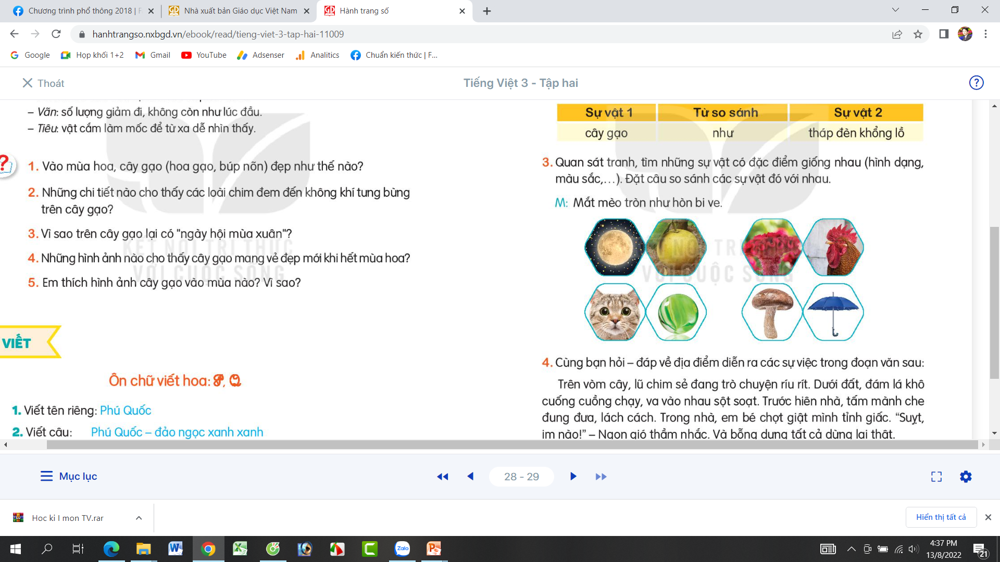 Chương trình phổ thông 2018 | F
Nhà xuất bản Giáo dục Việt Nam
Hành trang số
hanhtrangso.nxbgd.vn/ebook/read/tieng-viet-3-tap-hai-11009
Google
Họp khối 1+2
Gmail
YouTube
Adsenser
Analitics
Chuẩn kiến thức | F...
Thoát
Tiếng Việt 3 - Tập hai
– Vãn: số lượng giảm đi, không còn như lúc đầu.
– Tiêu: vật cắm làm mốc để từ xa dễ nhìn thấy.
?
1. Vào mùa hoa, cây gạo (hoa gạo, búp nõn) đẹp như thế nào?
2. Những chi tiết nào cho thấy các loài chim đem đến không khí tưng bừng
trên cây gạo?
3. Vì sao trên cây gạo lại có "ngày hội mùa xuân"?
4. Những hình ảnh nào cho thấy cây gạo mang vẻ đẹp mới khi hết mùa hoa?
5. Em thích hình ảnh cây gạo vào mùa nào? Vì sao?
KẾT NỐI TRI THỨC
VỚI CUỘC SỐNG
VIẾT
Ôn chữ viết hoa: P, Q
1. Viết tên riêng: Phú Quốc
2. Viết câu: Phú Quốc – đảo ngọc xanh xanh
Sự vật 1 Từ so sánh Sự vật 2
cây gạo như tháp đèn khổng lồ
3. Quan sát tranh, tìm những sự vật có đặc điểm giống nhau (hình dạng,
màu sắc,…). Đặt câu so sánh các sự vật đó với nhau.
M: Mắt mèo tròn như hòn bi ve.
NỐI TRI
VỚI CUỘC SỐNG
4. Cùng bạn hỏi – đáp về địa điểm diễn ra các sự việc trong đoạn văn sau:
Trên vòm cây, lũ chim sẻ đang trò chuyện ríu rít. Dưới đất, đám lá khô
cuống cuồng chạy, va vào nhau sột soạt. Trước hiên nhà, tấm mành che
đung đưa, lách cách. Trong nhà, em bé chợt giật mình tỉnh giấc. “Suỵt,
im nào!” – Ngọn gió thầm nhắc. Và bỗng dưng tất cả dừng lại thật.
Mục lục
28 - 29
Hoc ki I mon TV.rar
Hiển thị tất cả
Zalo
4:37 PM
13/8/2022
21